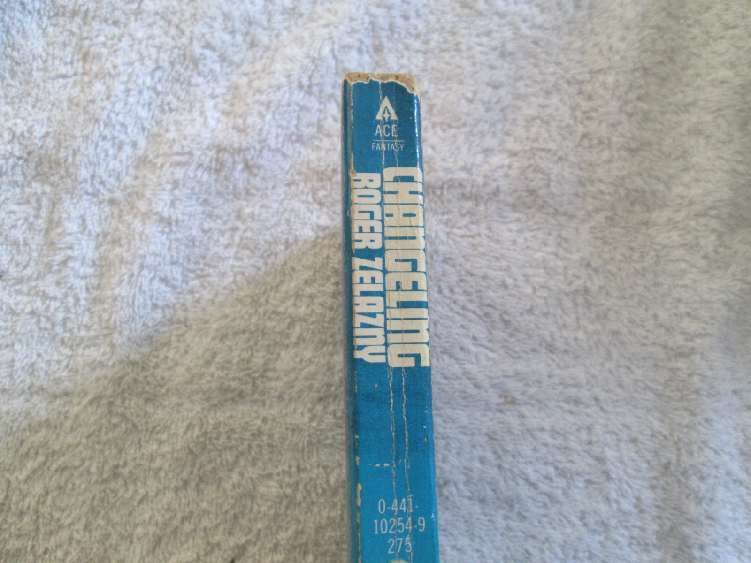 ACE
FANTASY
CHANGELING
ROGER ZELAZNY
0-441-
10254-9
275